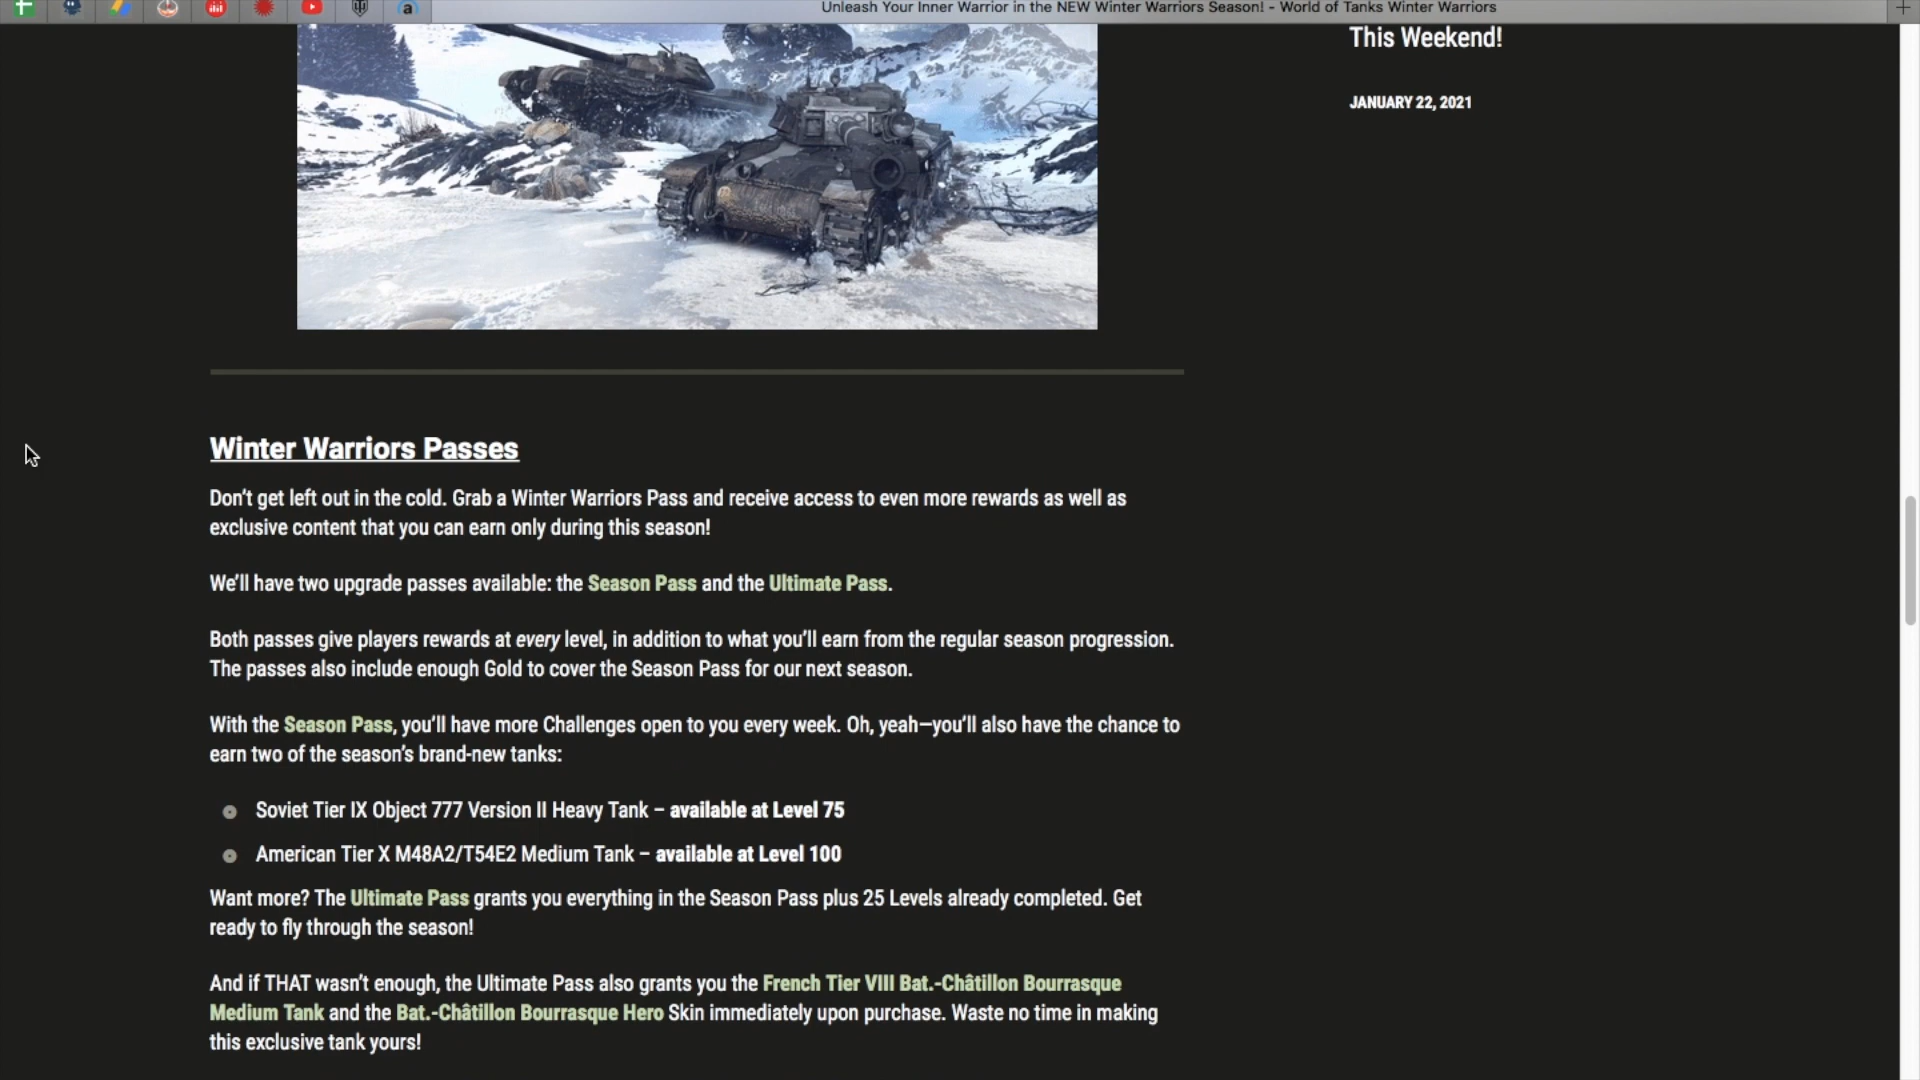 Unleash Your Inner Warrior in the NEW Winter Warriors Season! - World of Tanks Winter Warriors
This Weekend!
JANUARY 22, 2021
Winter Warriors Passes
Don’t get left out in the cold. Grab a Winter Warriors Pass and receive access to even more rewards as well as
exclusive content that you can earn only during this season!
We’ll have two upgrade passes available: the Season Pass and the Ultimate Pass.
Both passes give players rewards at every level, in addition to what you’ll earn from the regular season progression.
The passes also include enough Gold to cover the Season Pass for our next season.
With the Season Pass, you’ll have more Challenges open to you every week. Oh, yeah—you’ll also have the chance to
earn two of the season’s brand-new tanks:
Soviet Tier IX Object 777 Version II Heavy Tank – available at Level 75
American Tier X M48A2/T54E2 Medium Tank – available at Level 100
Want more? The Ultimate Pass grants you everything in the Season Pass plus 25 Levels already completed. Get
ready to fly through the season!
And if THAT wasn’t enough, the Ultimate Pass also grants you the French Tier VIII Bat.-Châtillon Bourrasque
Medium Tank and the Bat.-Châtillon Bourrasque Hero Skin immediately upon purchase. Waste no time in making
this exclusive tank yours!